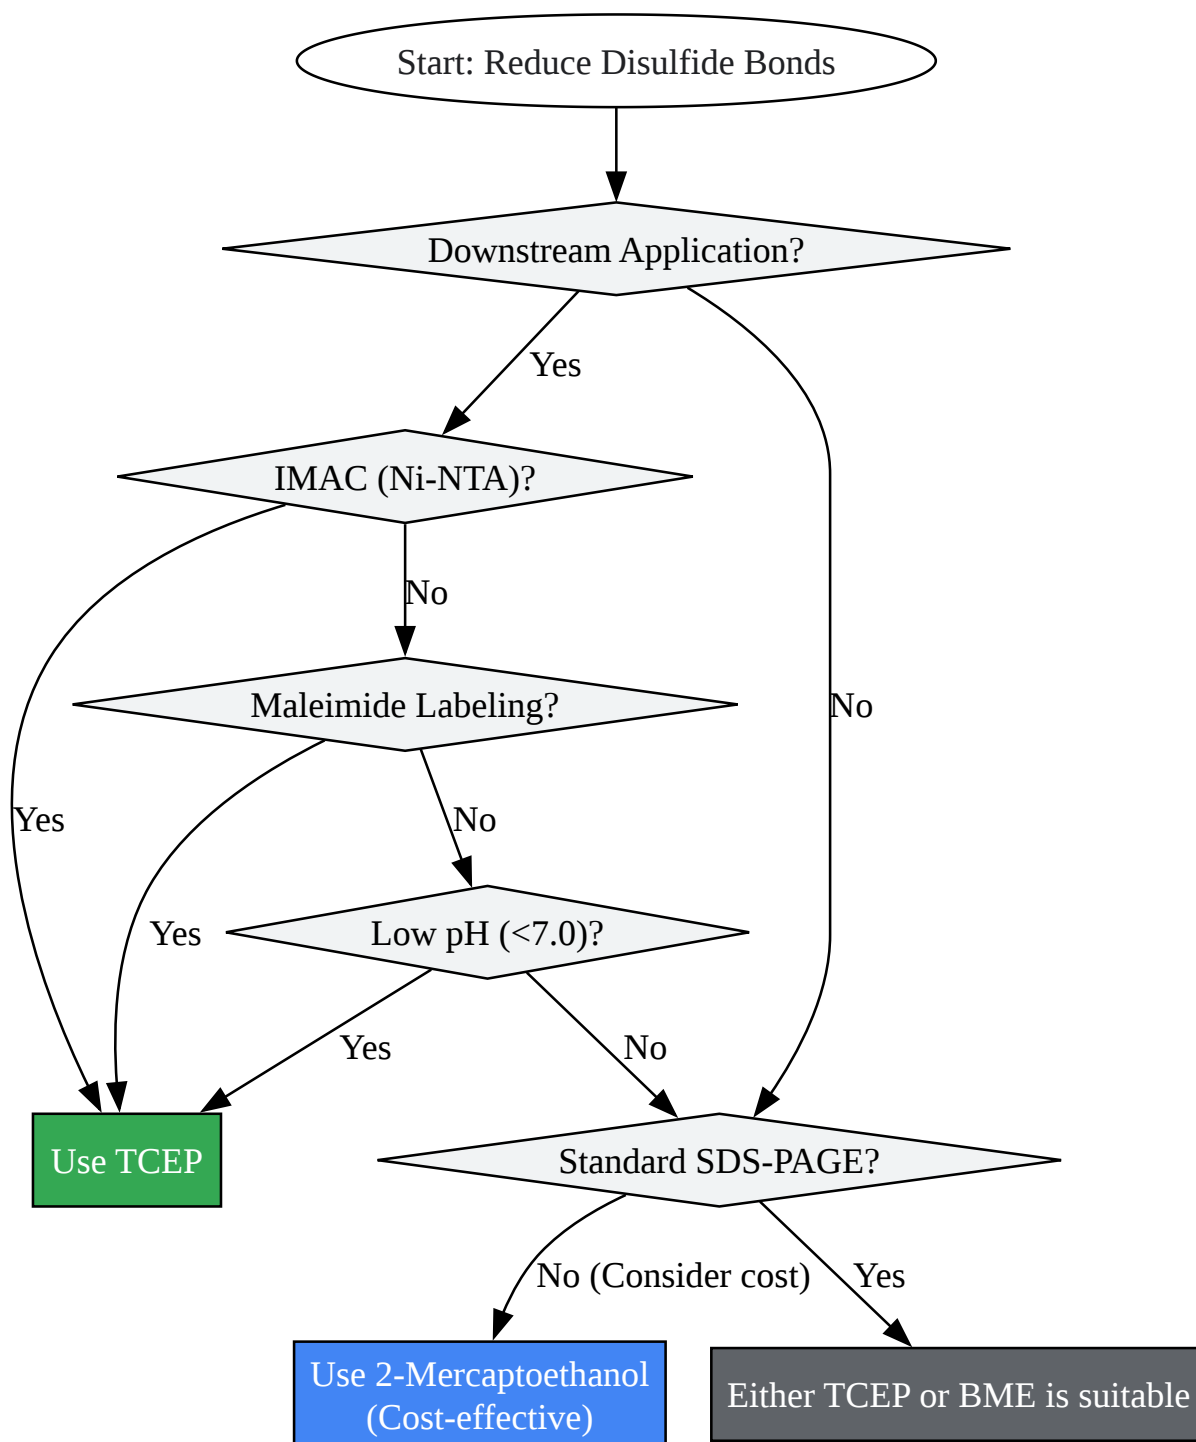 Start: Reduce Disulfide Bonds
Downstream Application?
Yes
IMAC (Ni-NTA)?
No
Maleimide Labeling?
No
Yes
No
Yes
Low pH (<7.0)?
Yes
No
Use TCEP
Standard SDS-PAGE?
No (Consider cost)
Yes
Use 2-Mercaptoethanol
(Cost-effective)
Either TCEP or BME is suitable